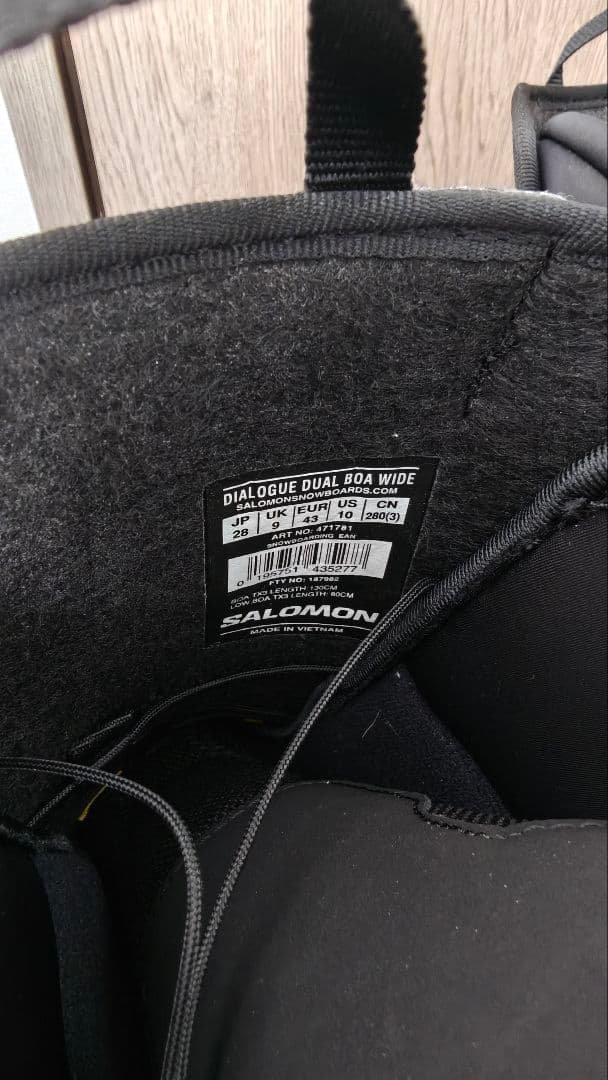 DIALOGUE DUAL BOA WIDE
SALOMONSNOWBOARDS.COM
JP UK EUR US CN
28 9 43 10 280(3)
ART NO: 471781
SNOWBOARDING EAN
0 195751 435277
FTY NO: 187982
BOA TX3 LENGTH: 130CM
LOW BOA TX3 LENGTH: 80CM
SALOMON
MADE IN VIETNAM